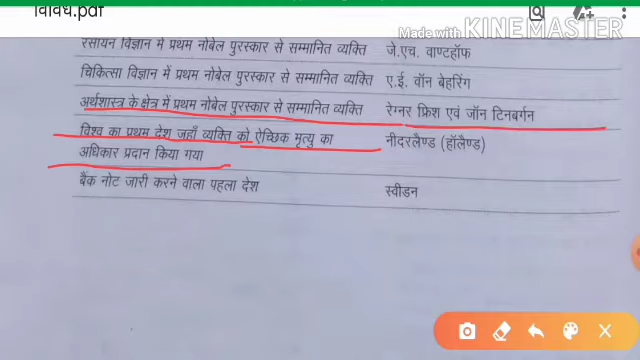 विविध.pdf
Made with KINEMASTER
रसायन विज्ञान में प्रथम नोबेल पुरस्कार से सम्मानित व्यक्ति जे.एच. वाण्टहॉफ
चिकित्सा विज्ञान में प्रथम नोबेल पुरस्कार से सम्मानित व्यक्ति ए.ई. वॉन बेहरिंग
अर्थशास्त्र के क्षेत्र में प्रथम नोबेल पुरस्कार से सम्मानित व्यक्ति रेग्नर फ्रिश एवं जॉन टिनबर्गन
विश्व का प्रथम देश जहाँ व्यक्ति को ऐच्छिक मृत्यु का नीदरलैण्ड (हॉलैण्ड)
अधिकार प्रदान किया गया
बैंक नोट जारी करने वाला पहला देश स्वीडन